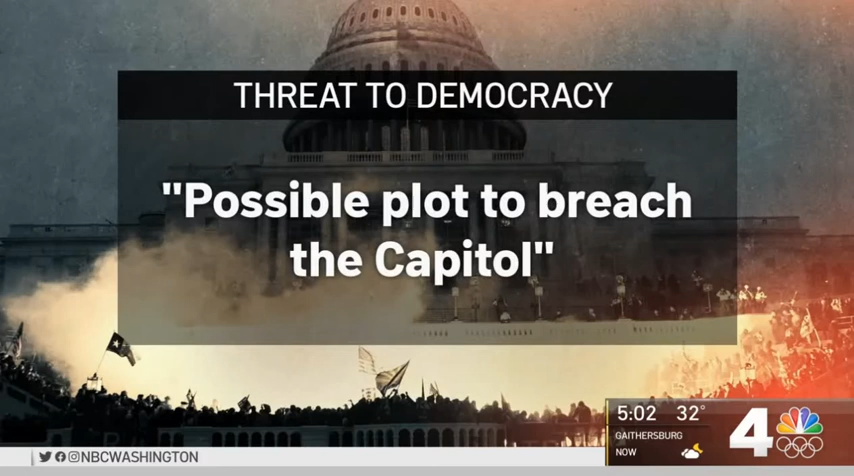 THREAT TO DEMOCRACY
"Possible plot to breach
the Capitol"
5:02 32°
GAITHERSBURG
NOW
4
@NBCWASHINGTON